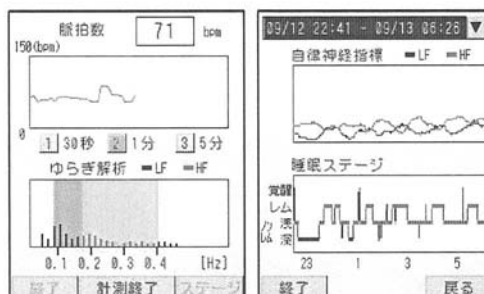 脈拍数 71 bpm
150(bpm)
0
1 30秒 2 1分 3 5分
ゆらぎ解析 LF HF
0.1 0.2 0.3 0.4 [Hz]
終了 計測終了 ステージ
09/12 22:41 - 09/13 06:26 ▼
自律神経指標 LF HF
睡眠ステージ
覚醒
レム
ノンレム 浅
深
23 1 3 5
終了 戻る